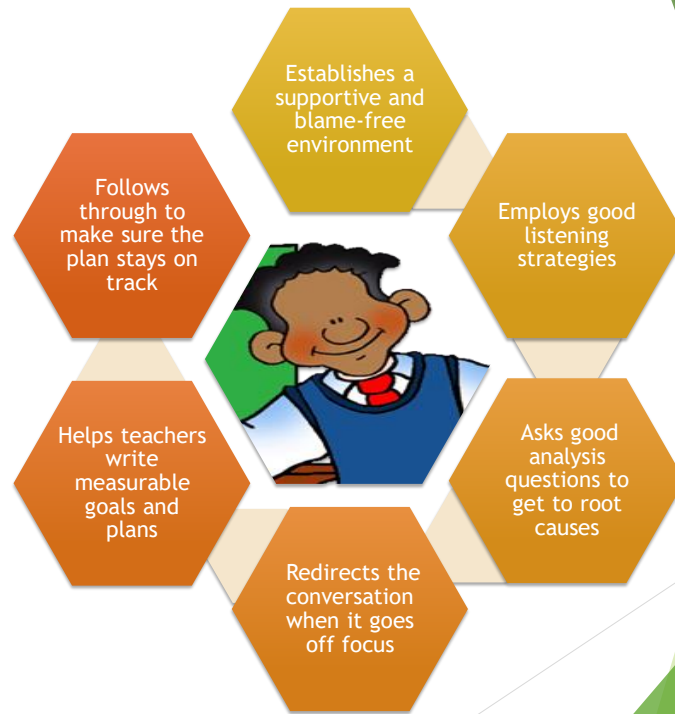 Establishes a
supportive and
blame-free
environment
Employs good
listening
strategies
Asks good
analysis
questions to
get to root
causes
Redirects the
conversation
when it goes
off focus
Helps teachers
write
measurable
goals and
plans
Follows
through to
make sure the
plan stays on
track